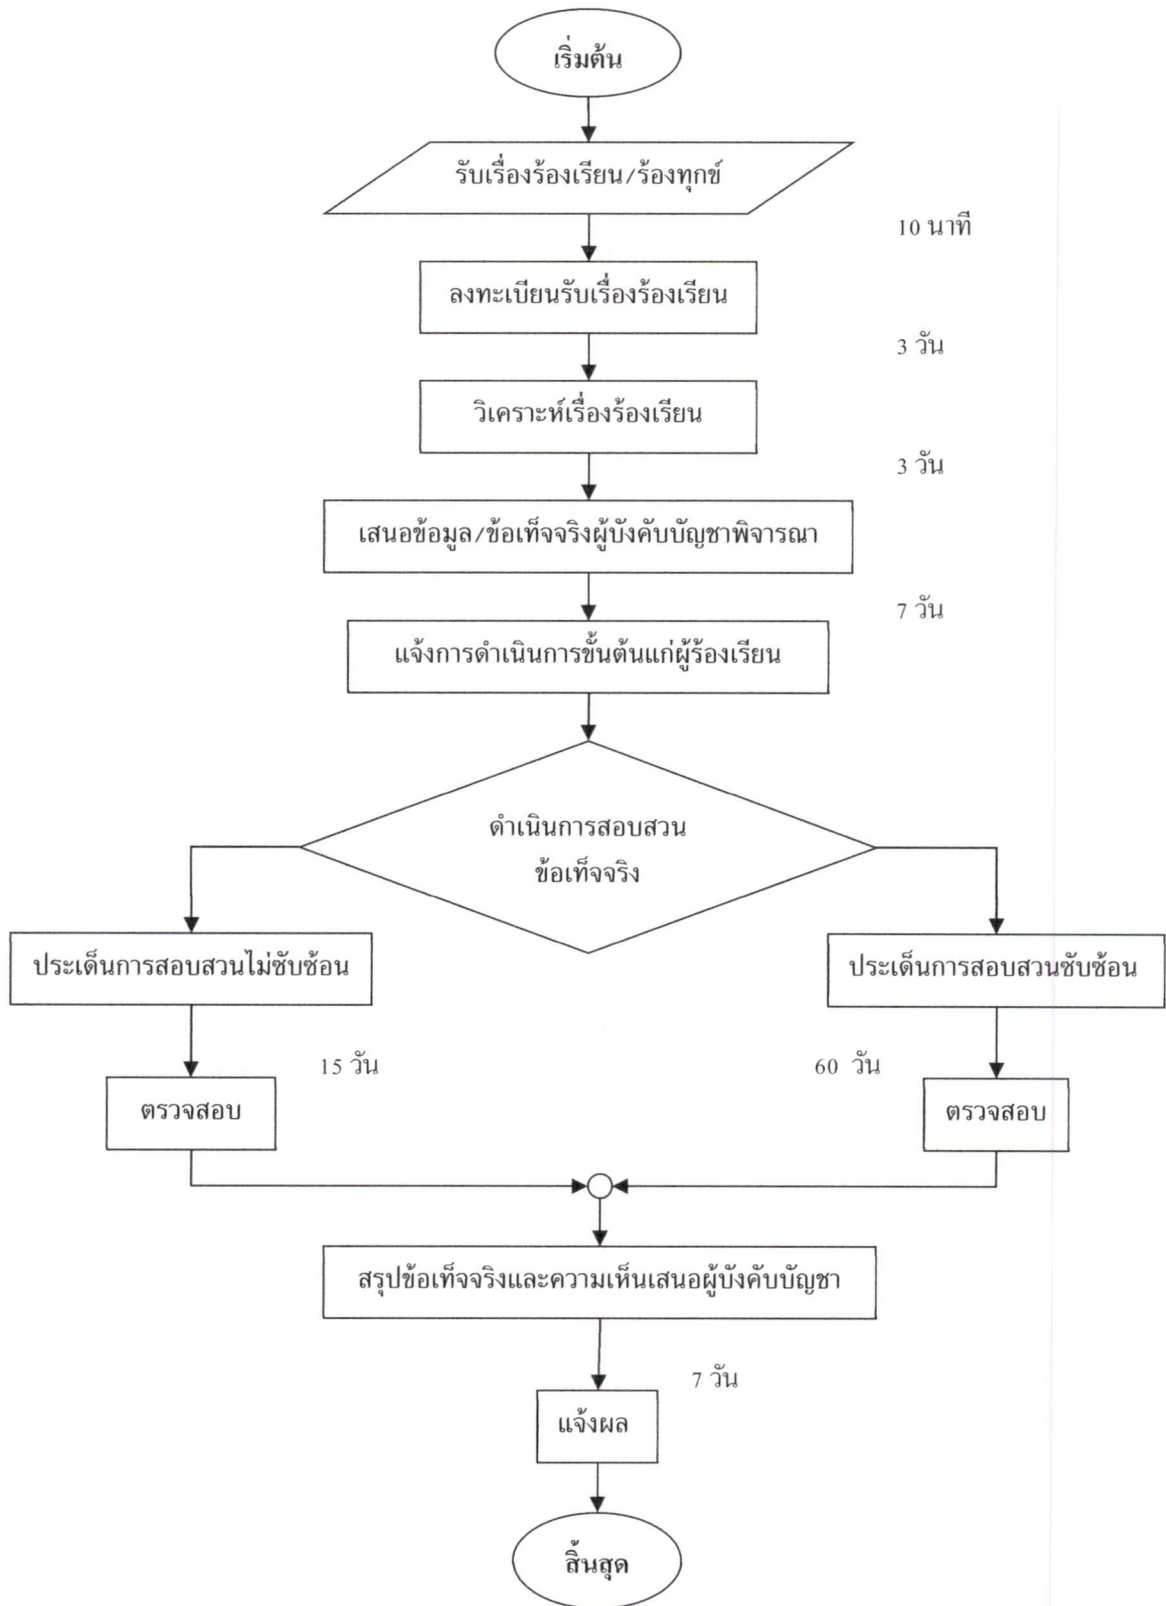 เริ่มต้น
รับเรื่องร้องเรียน/ร้องทุกข์
10 นาที
ลงทะเบียนรับเรื่องร้องเรียน
3 วัน
วิเคราะห์เรื่องร้องเรียน
3 วัน
เสนอข้อมูล/ข้อเท็จจริงผู้บังคับบัญชาพิจารณา
7 วัน
แจ้งการดำเนินการขั้นต้นแก่ผู้ร้องเรียน
ดำเนินการสอบสวน
ข้อเท็จจริง
ประเด็นการสอบสวนไม่ซับซ้อน
ประเด็นการสอบสวนซับซ้อน
15 วัน
60 วัน
ตรวจสอบ
ตรวจสอบ
สรุปข้อเท็จจริงและความเห็นเสนอผู้บังคับบัญชา
7 วัน
แจ้งผล
สิ้นสุด